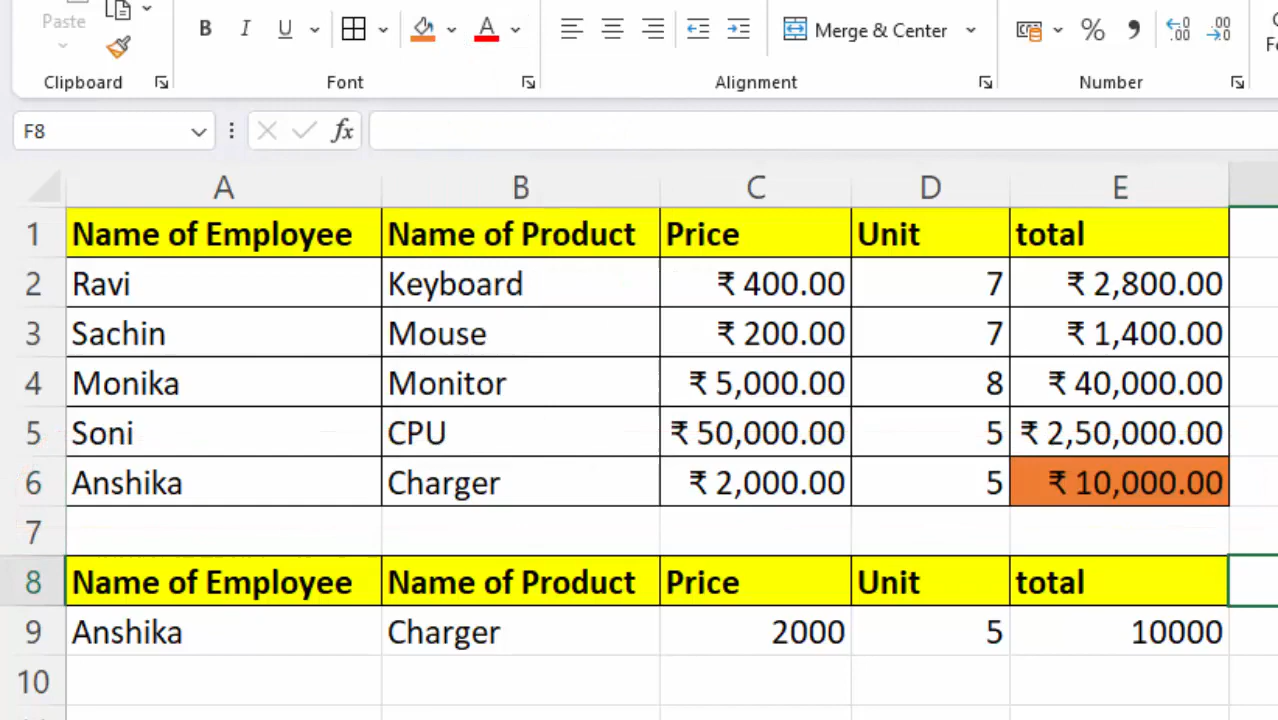 Paste
B I U A Merge & Center % ,
Clipboard Font Alignment Number
F8 fx
A B C D E
1 Name of Employee Name of Product Price Unit total
2 Ravi Keyboard ₹ 400.00 7 ₹ 2,800.00
3 Sachin Mouse ₹ 200.00 7 ₹ 1,400.00
4 Monika Monitor ₹ 5,000.00 8 ₹ 40,000.00
5 Soni CPU ₹ 50,000.00 5 ₹ 2,50,000.00
6 Anshika Charger ₹ 2,000.00 5 ₹ 10,000.00
7
8 Name of Employee Name of Product Price Unit total
9 Anshika Charger 2000 5 10000
10